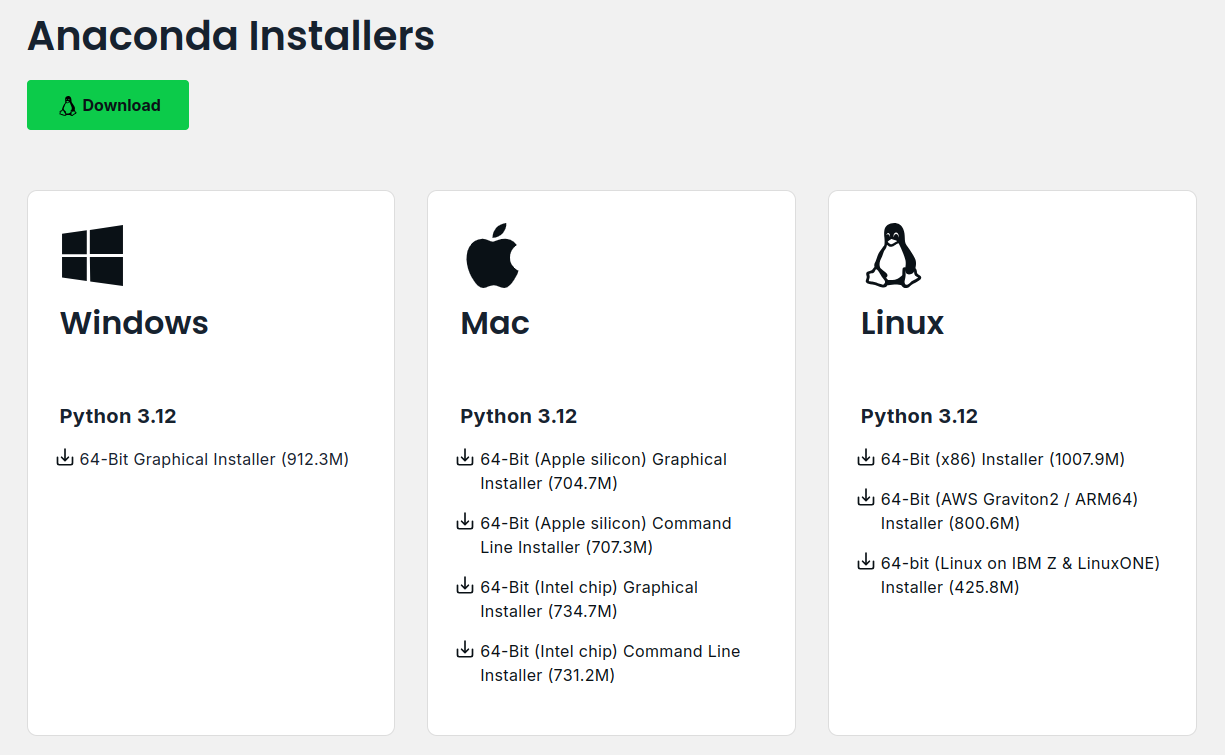 Anaconda Installers
Download
Windows
Python 3.12
64-Bit Graphical Installer (912.3M)
Mac
Python 3.12
64-Bit (Apple silicon) Graphical
Installer (704.7M)
64-Bit (Apple silicon) Command
Line Installer (707.3M)
64-Bit (Intel chip) Graphical
Installer (734.7M)
64-Bit (Intel chip) Command Line
Installer (731.2M)
Linux
Python 3.12
64-Bit (x86) Installer (1007.9M)
64-Bit (AWS Graviton2 / ARM64)
Installer (800.6M)
64-bit (Linux on IBM Z & LinuxONE)
Installer (425.8M)